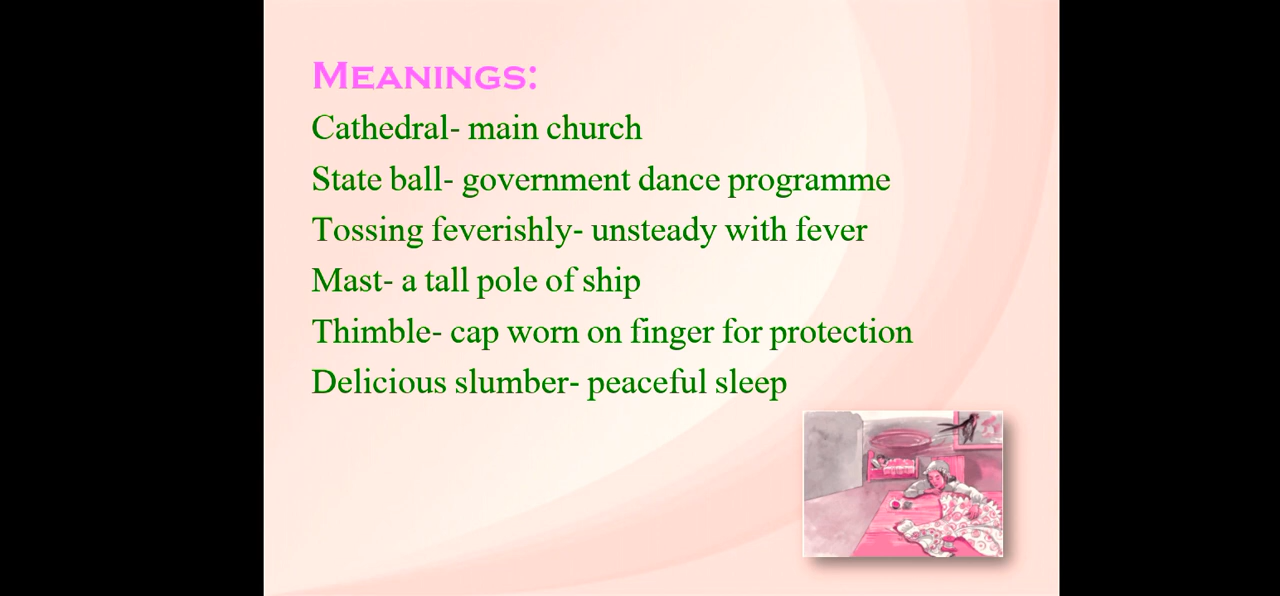 MEANINGS:
Cathedral- main church
State ball- government dance programme
Tossing feverishly- unsteady with fever
Mast- a tall pole of ship
Thimble- cap worn on finger for protection
Delicious slumber- peaceful sleep